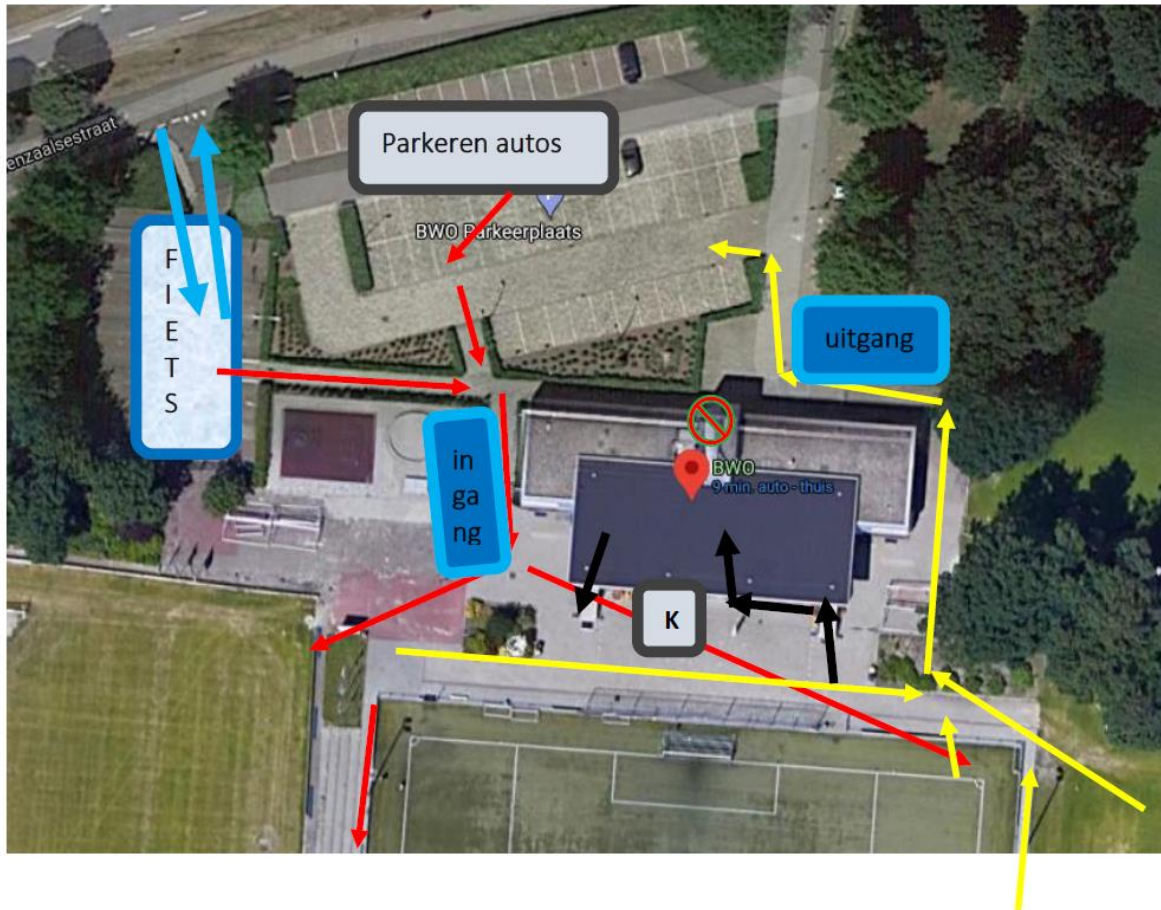 enzaalsestraat
Parkeren autos
BWO Parkeerplaats
F
I
E
T
S
uitgang
in
ga
ng
BWO
9 min. auto - thuis
K